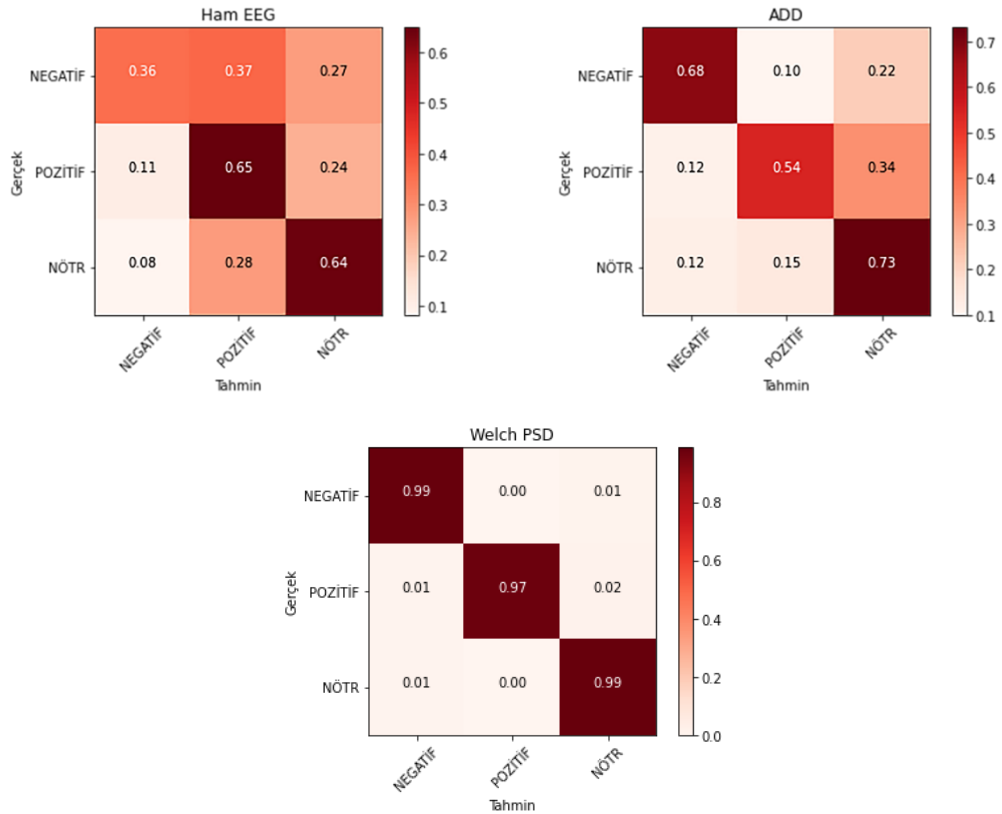 Ham EEG
NEGATİF 0.36 0.37 0.27
POZİTİF 0.11 0.65 0.24
NÖTR 0.08 0.28 0.64
Gerçek
NEGATİF POZİTİF NÖTR
Tahmin
0.6
0.5
0.4
0.3
0.2
0.1
ADD
NEGATİF 0.68 0.10 0.22
POZİTİF 0.12 0.54 0.34
NÖTR 0.12 0.15 0.73
Gerçek
NEGATİF POZİTİF NÖTR
Tahmin
0.7
0.6
0.5
0.4
0.3
0.2
0.1
Welch PSD
NEGATİF 0.99 0.00 0.01
POZİTİF 0.01 0.97 0.02
NÖTR 0.01 0.00 0.99
Gerçek
NEGATİF POZİTİF NÖTR
Tahmin
0.8
0.6
0.4
0.2
0.0